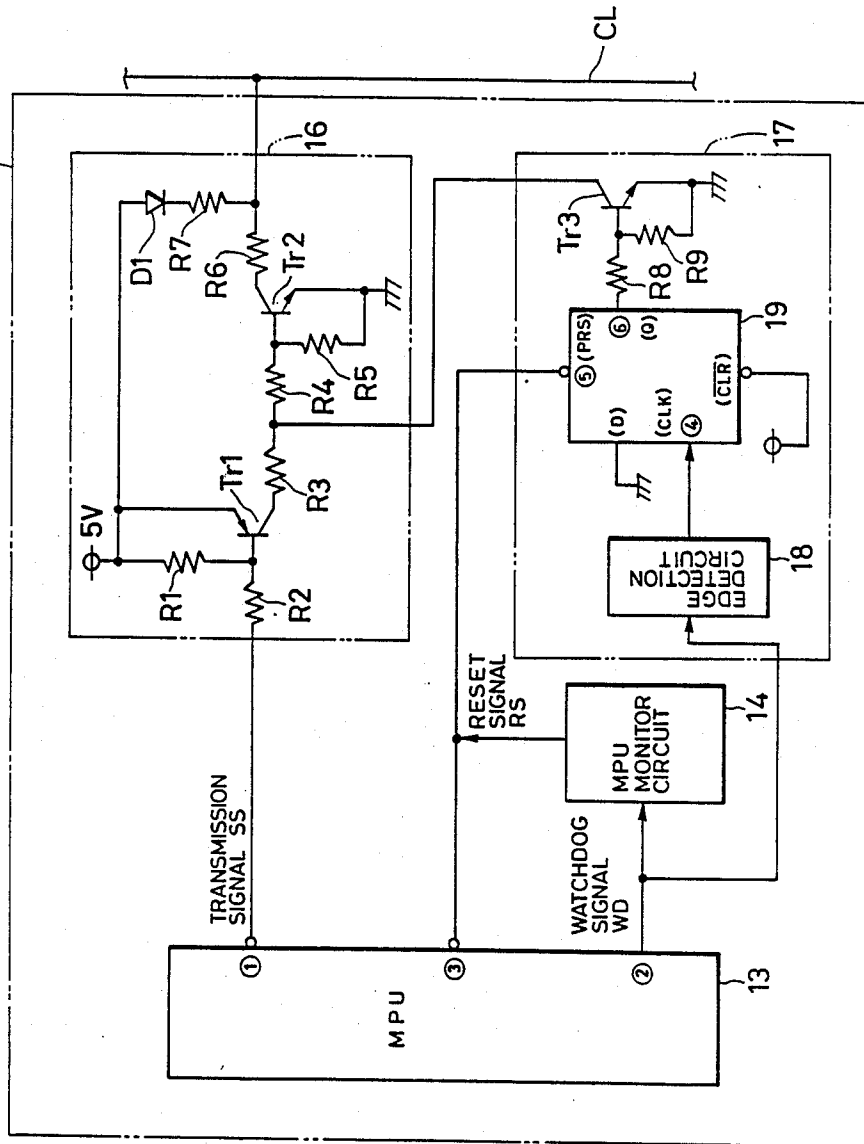 CL
16
D1
R7
R6
Tr2
R5
R4
5V
Tr1
R3
R1
R2
TRANSMISSION
SIGNAL SS
17
Tr3
R9
R8
19
⑤ (PRS)
⑥
(Q)
(D)
(CLK)
④
(CLR)
EDGE
DETECTION
CIRCUIT
18
RESET
SIGNAL
RS
MPU
MONITOR
CIRCUIT
14
WATCHDOG
SIGNAL
WD
①
③
②
MPU
13